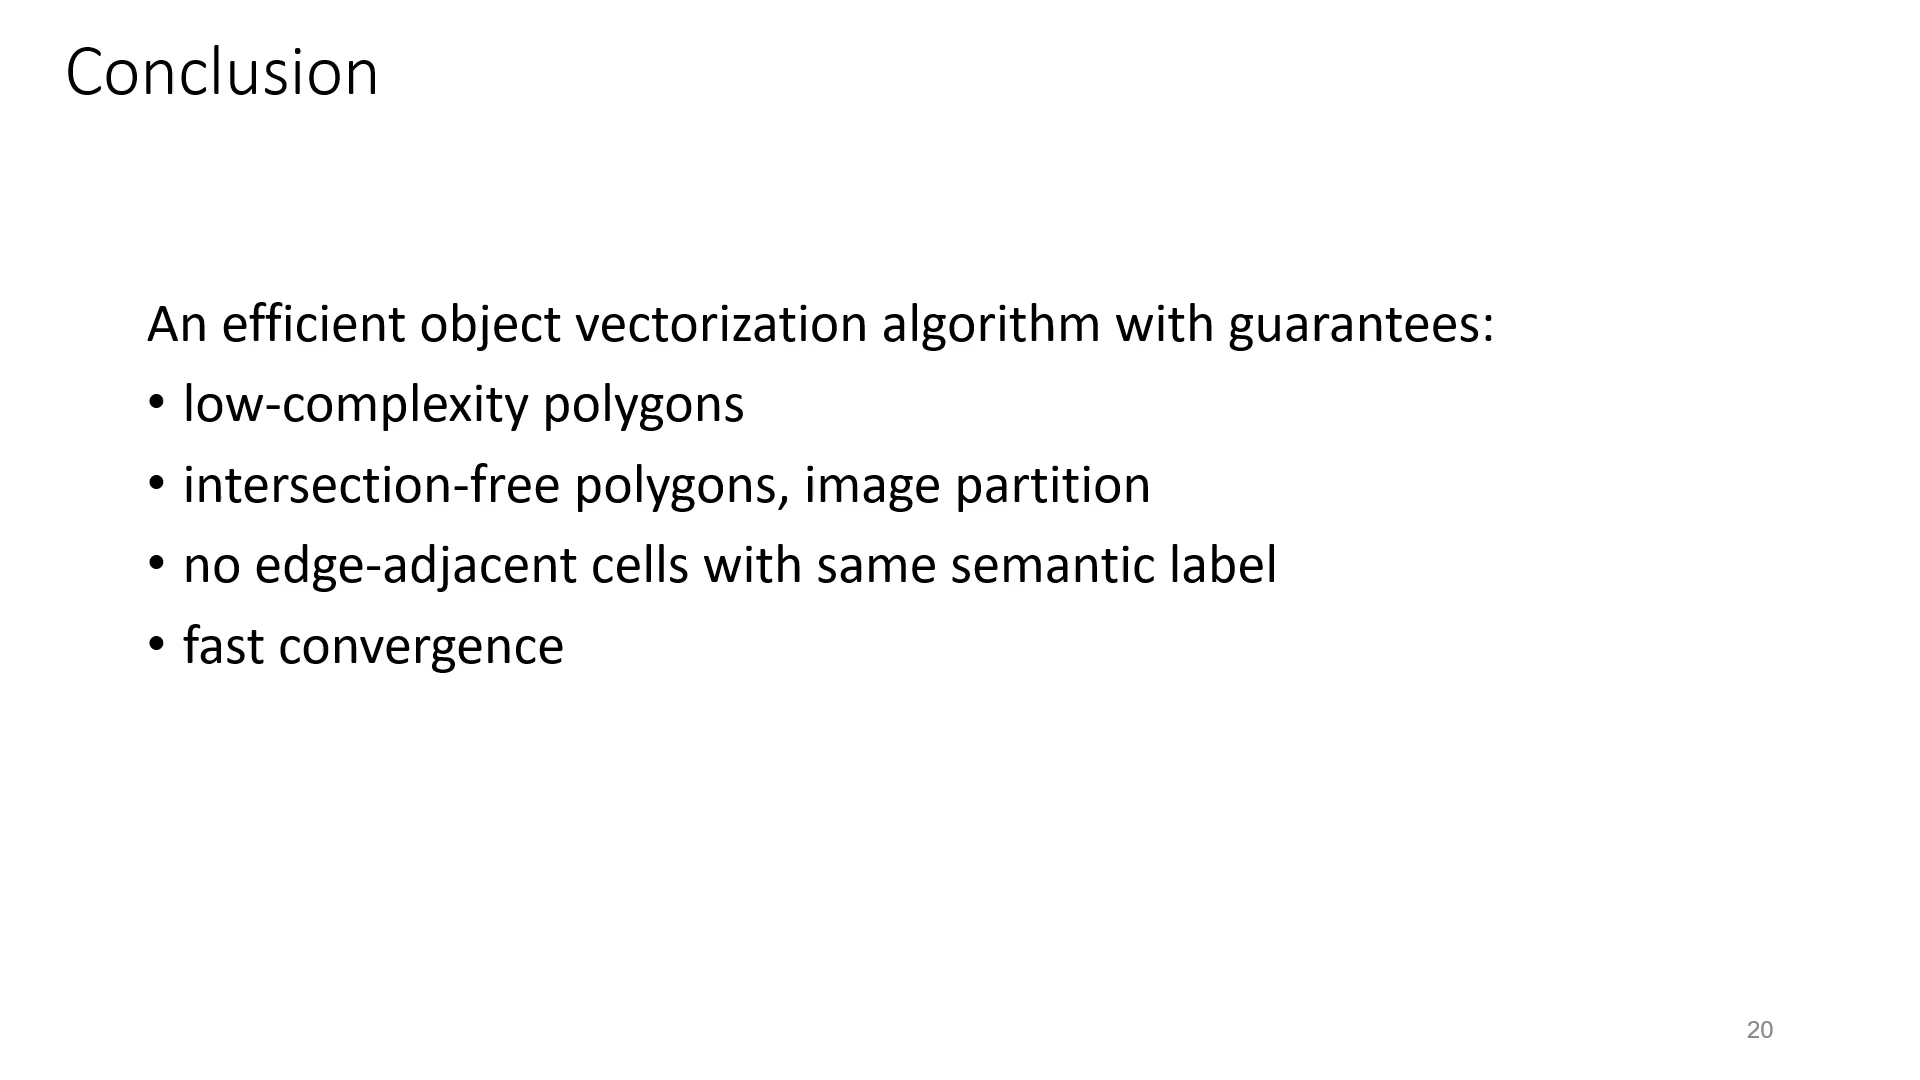 Conclusion
An efficient object vectorization algorithm with guarantees:
• low-complexity polygons
• intersection-free polygons, image partition
• no edge-adjacent cells with same semantic label
• fast convergence
20